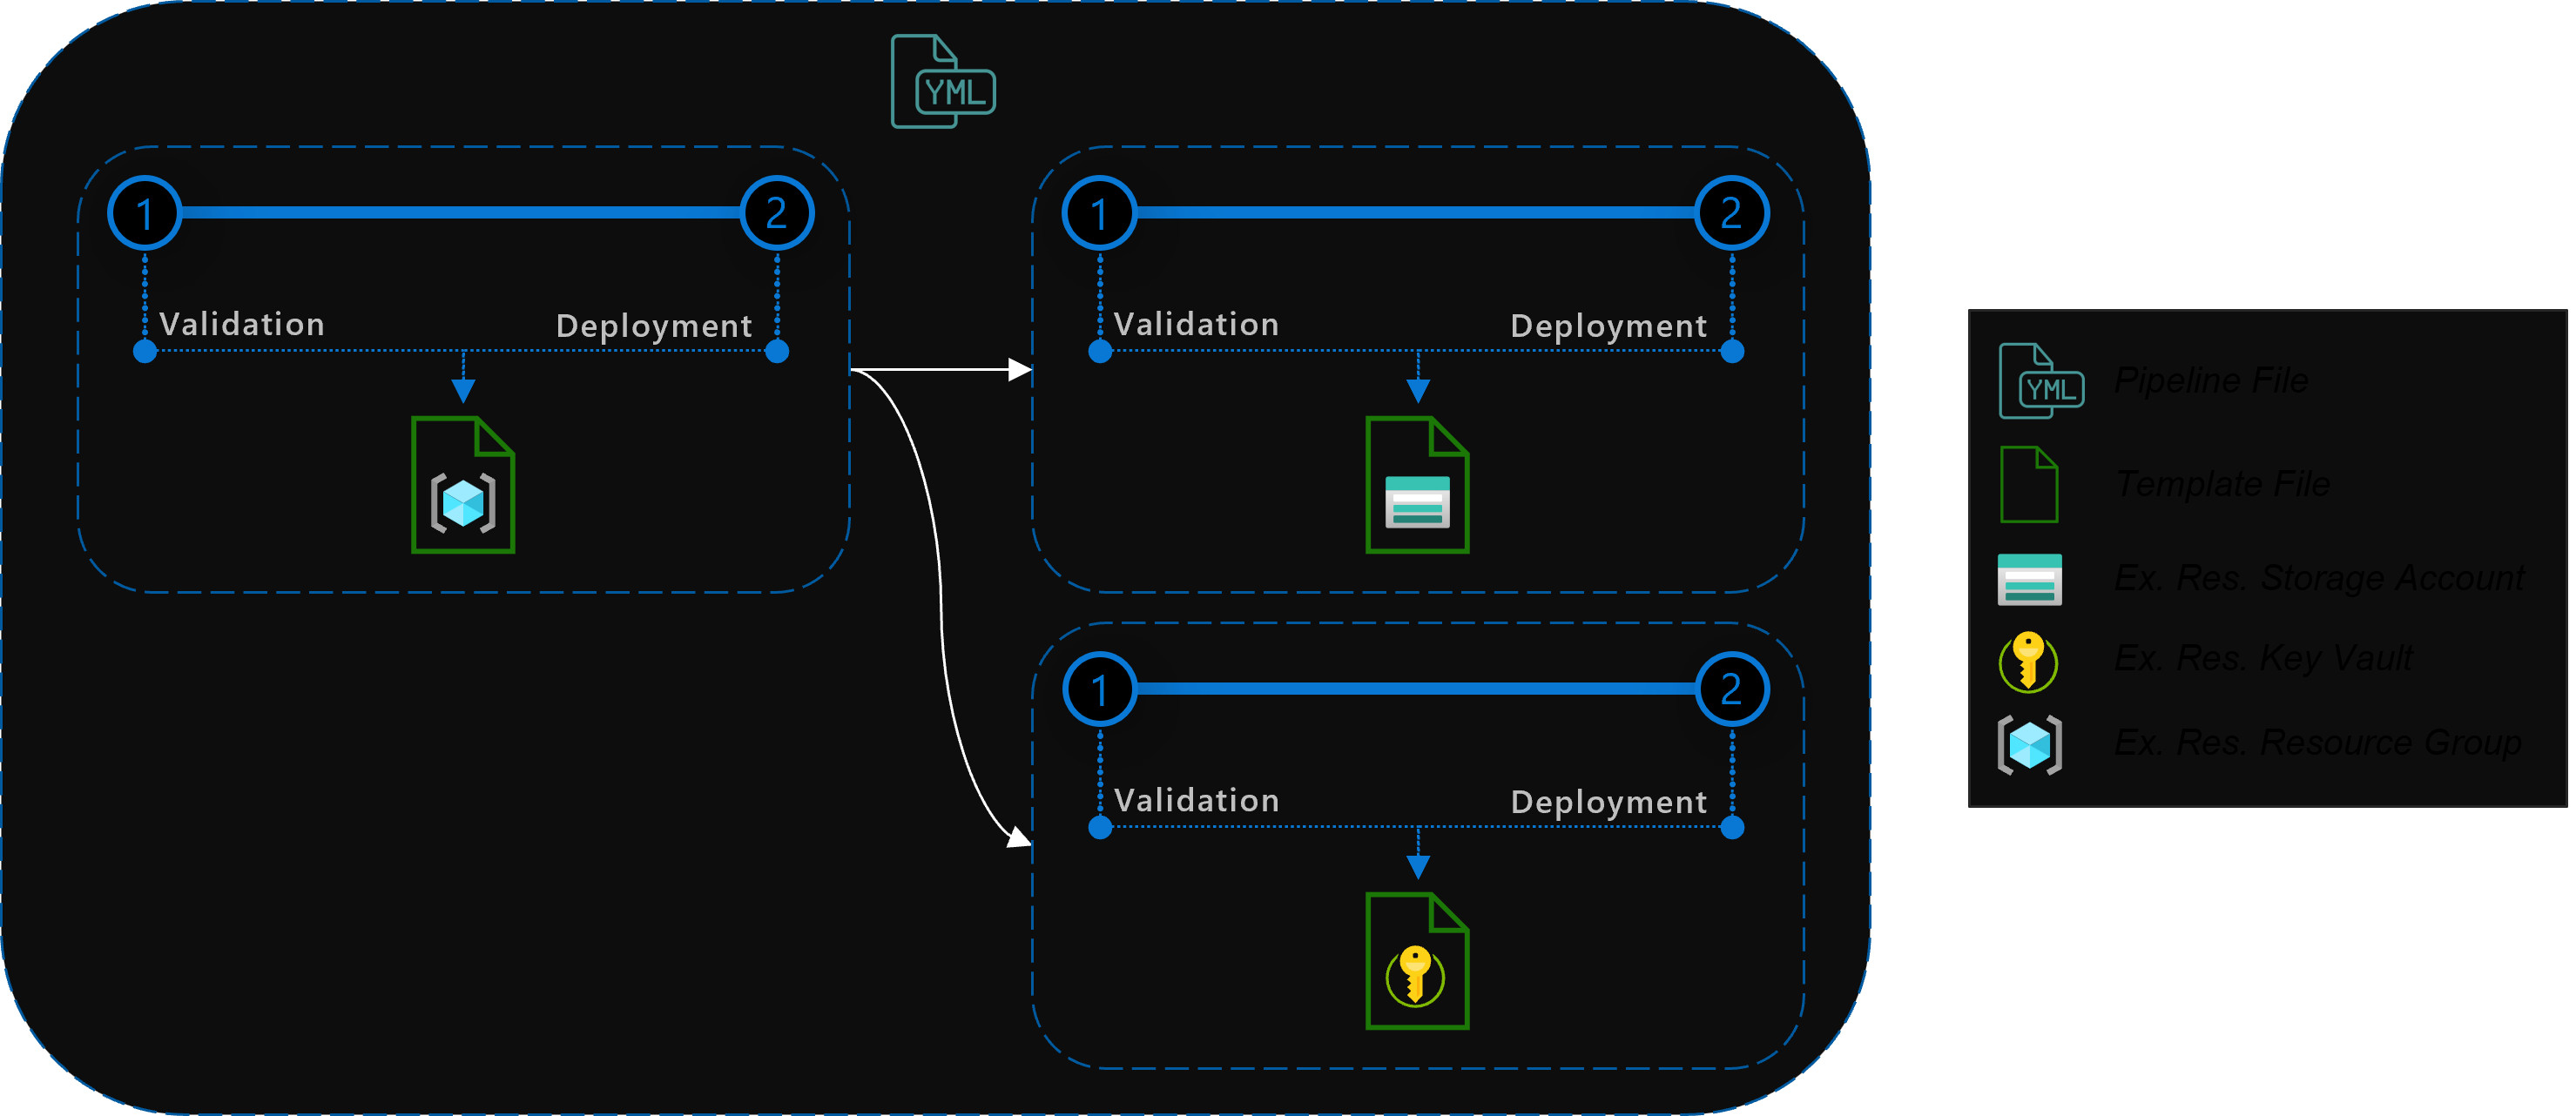 YML
1
2
Validation
Deployment
1
2
Validation
Deployment
1
2
Validation
Deployment
YML
Pipeline File
Template File
Ex. Res. Storage Account
Ex. Res. Key Vault
Ex. Res. Resource Group